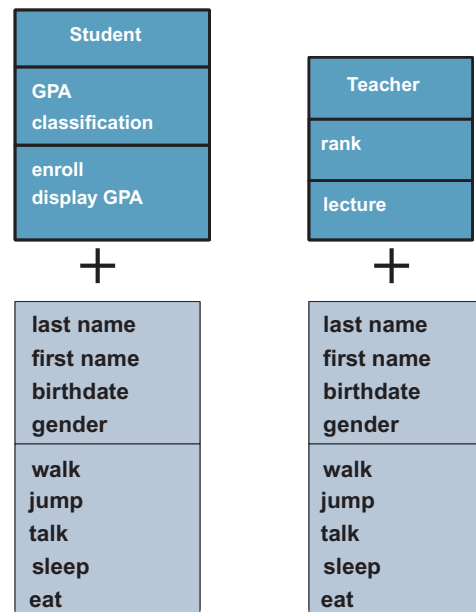 Student
GPA
classification
enroll
display GPA
+
last name
first name
birthdate
gender
walk
jump
talk
sleep
eat
Teacher
rank
lecture
+
last name
first name
birthdate
gender
walk
jump
talk
sleep
eat